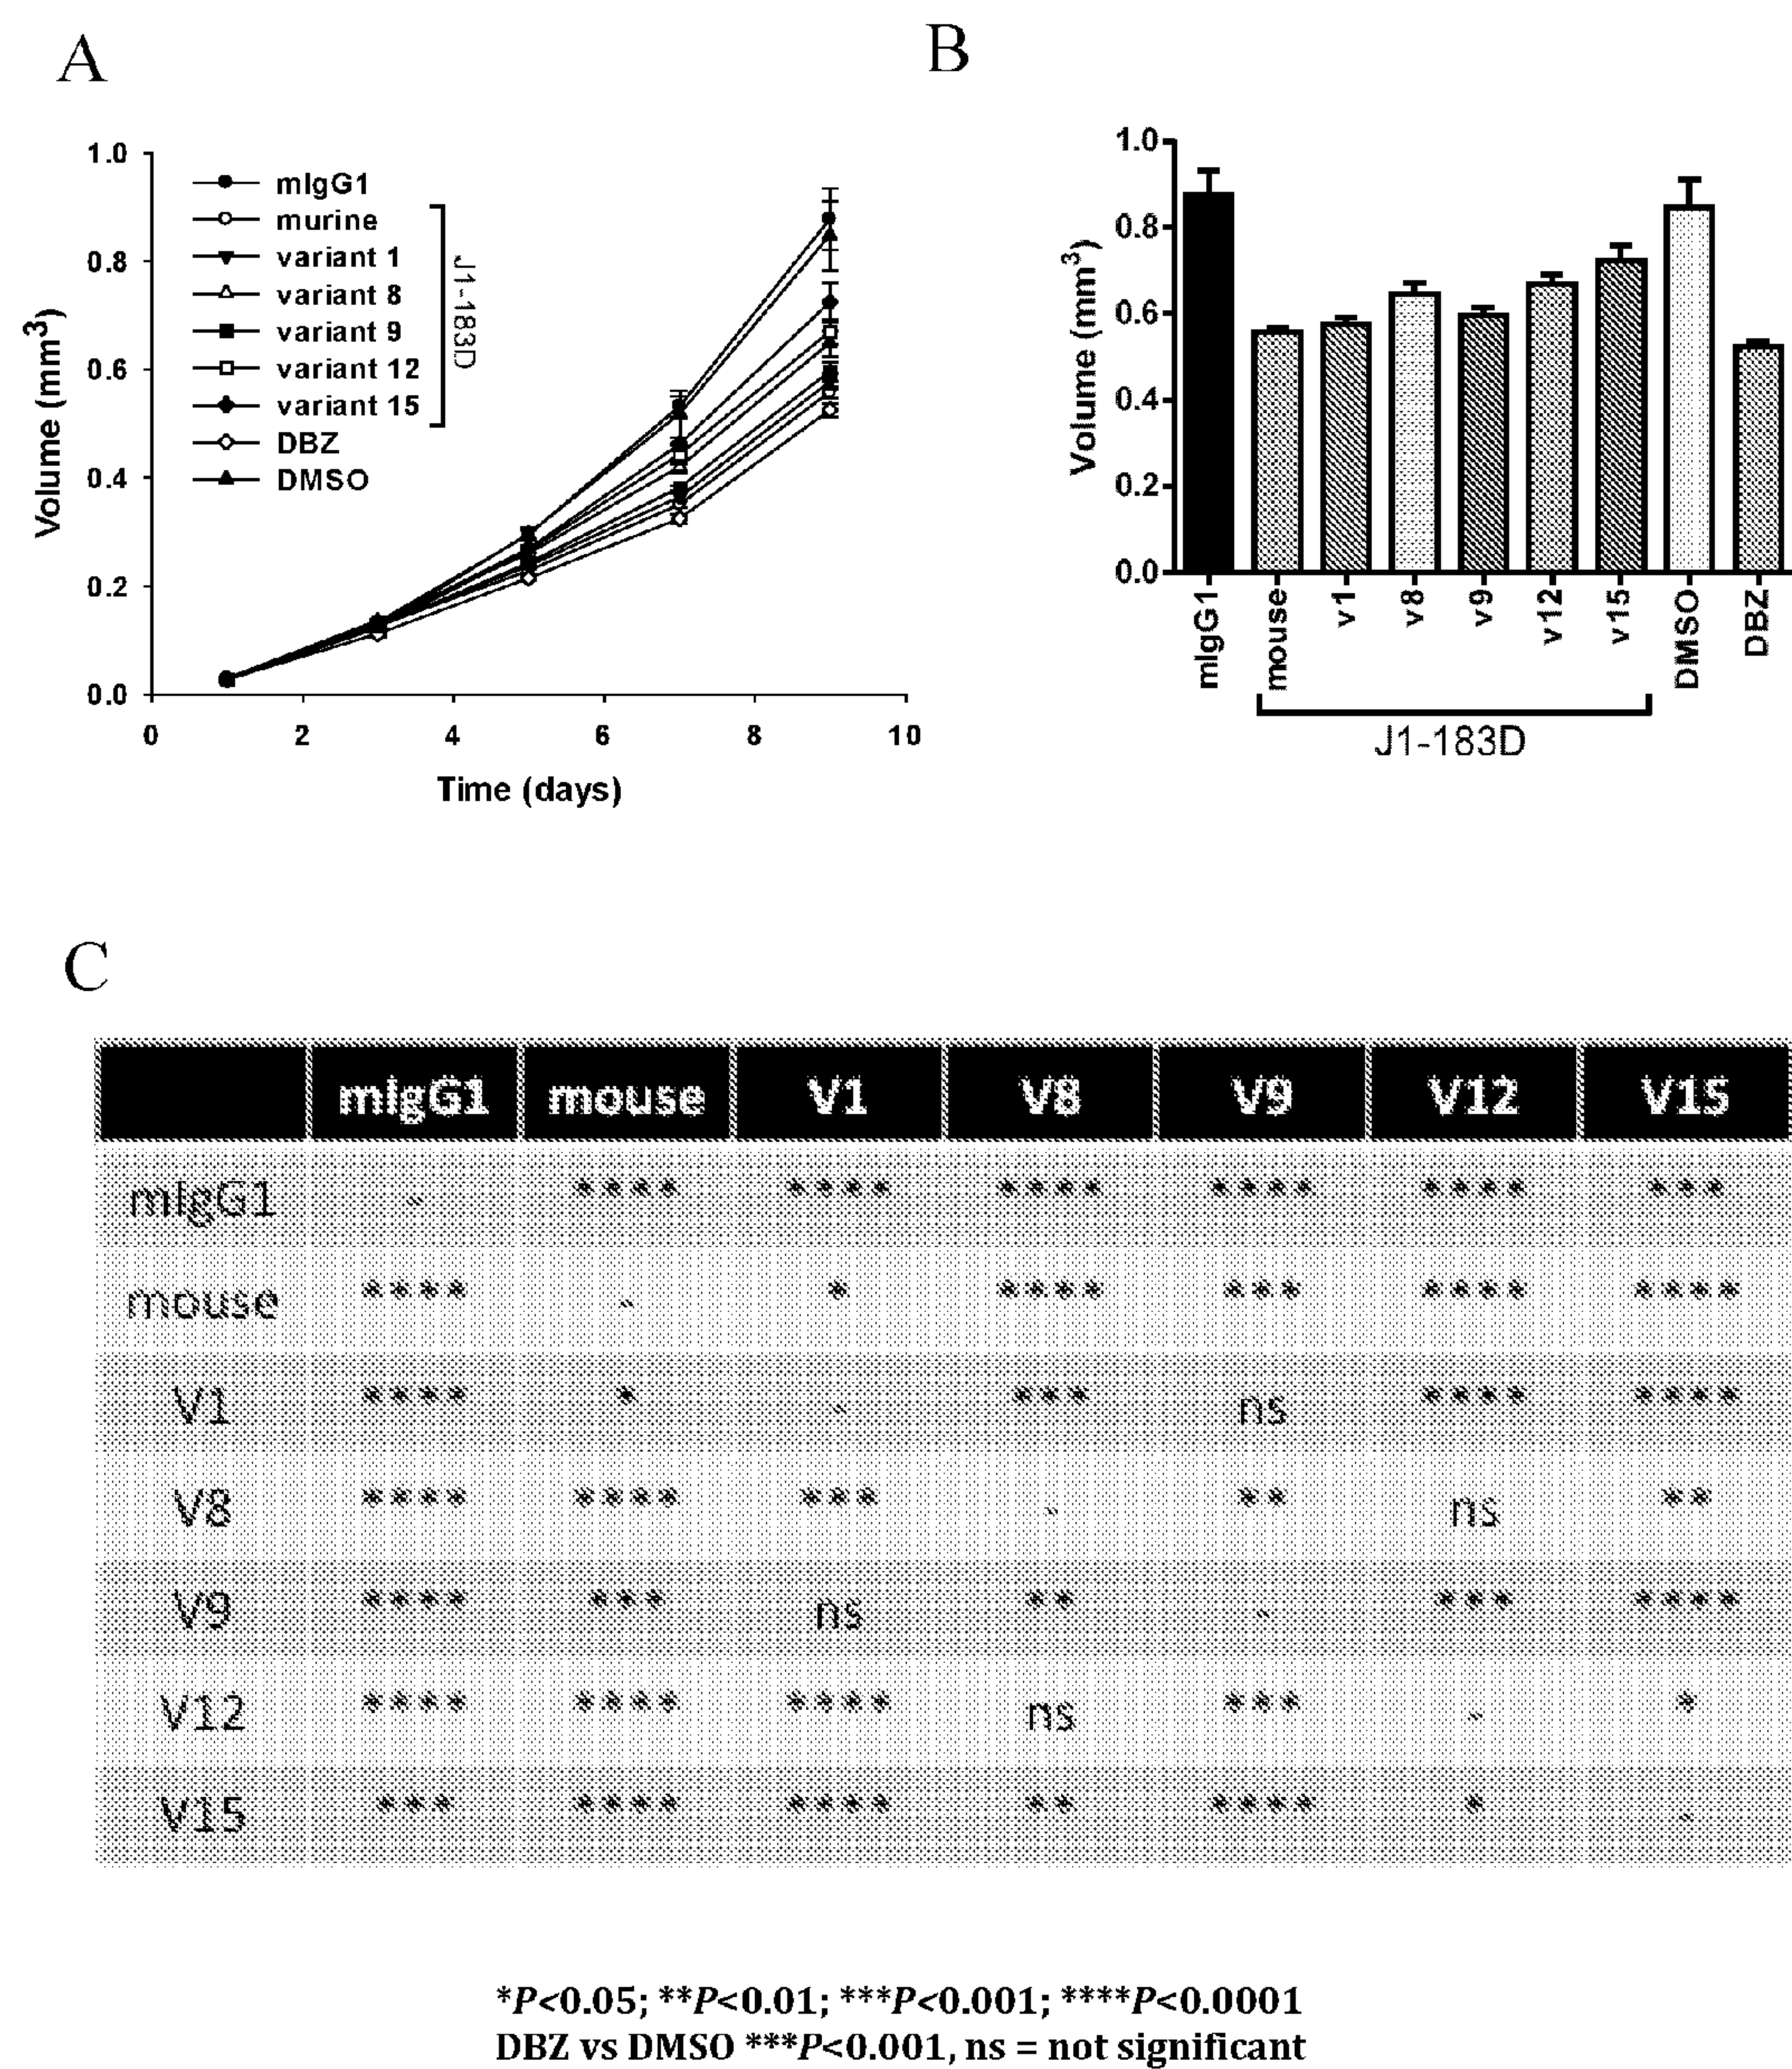 A
B
1.0
0.8
0.6
0.4
0.2
0.0
Volume (mm³)
mIgG1
murine
variant 1
variant 8
variant 9
variant 12
variant 15
DBZ
DMSO
J1-183D
0 2 4 6 8 10
Time (days)
1.0
0.8
0.6
0.4
0.2
0.0
Volume (mm³)
mIgG1
mouse
v1
v8
v9
v12
v15
DMSO
DBZ
J1-183D
C
mIgG1 mouse V1 V8 V9 V12 V15
mIgG1 - **** **** **** **** **** ***
mouse **** - * **** *** **** ****
V1 **** * - *** ns **** ****
V8 **** **** *** - ** ns **
V9 **** *** ns ** - *** ****
V12 **** **** **** ns *** - *
V15 *** **** **** ** **** * -
*P<0.05; **P<0.01; ***P<0.001; ****P<0.0001
DBZ vs DMSO ***P<0.001, ns = not significant